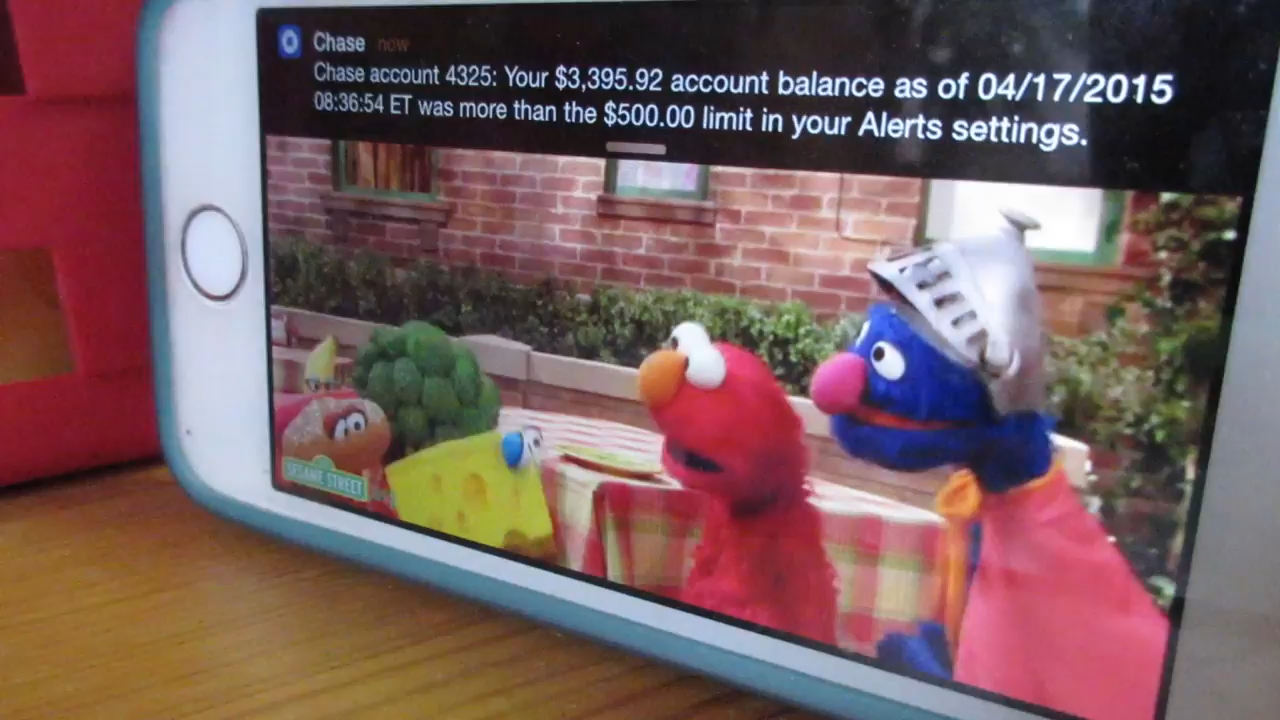 Chase now
Chase account 4325: Your $3,395.92 account balance as of 04/17/2015
08:36:54 ET was more than the $500.00 limit in your Alerts settings.
SESAME STREET